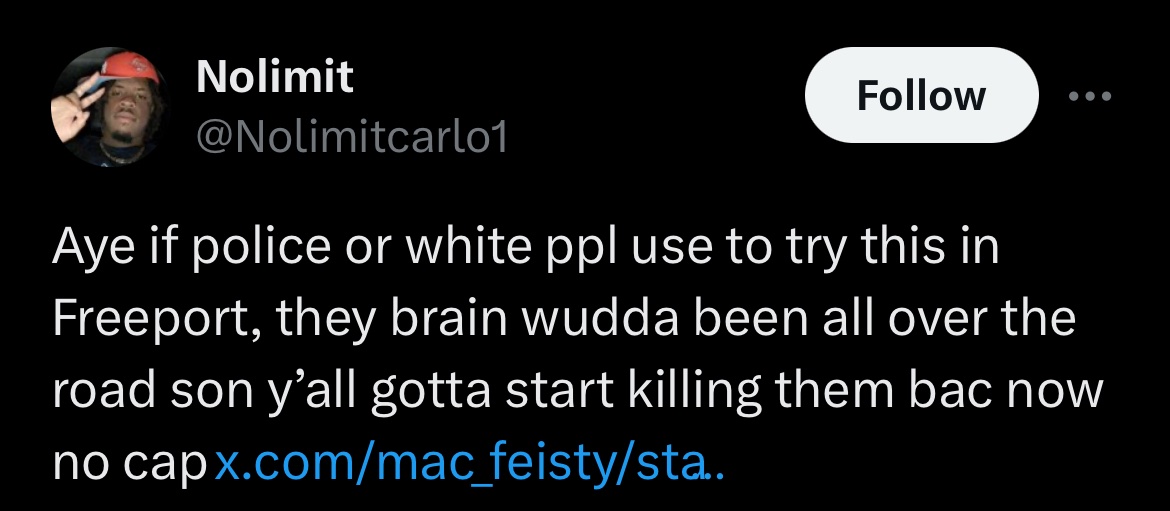 Nolimit
@Nolimitcarlo1
Follow
Aye if police or white ppl use to try this in
Freeport, they brain wudda been all over the
road son y’all gotta start killing them bac now
no cap x.com/mac_feisty/sta..